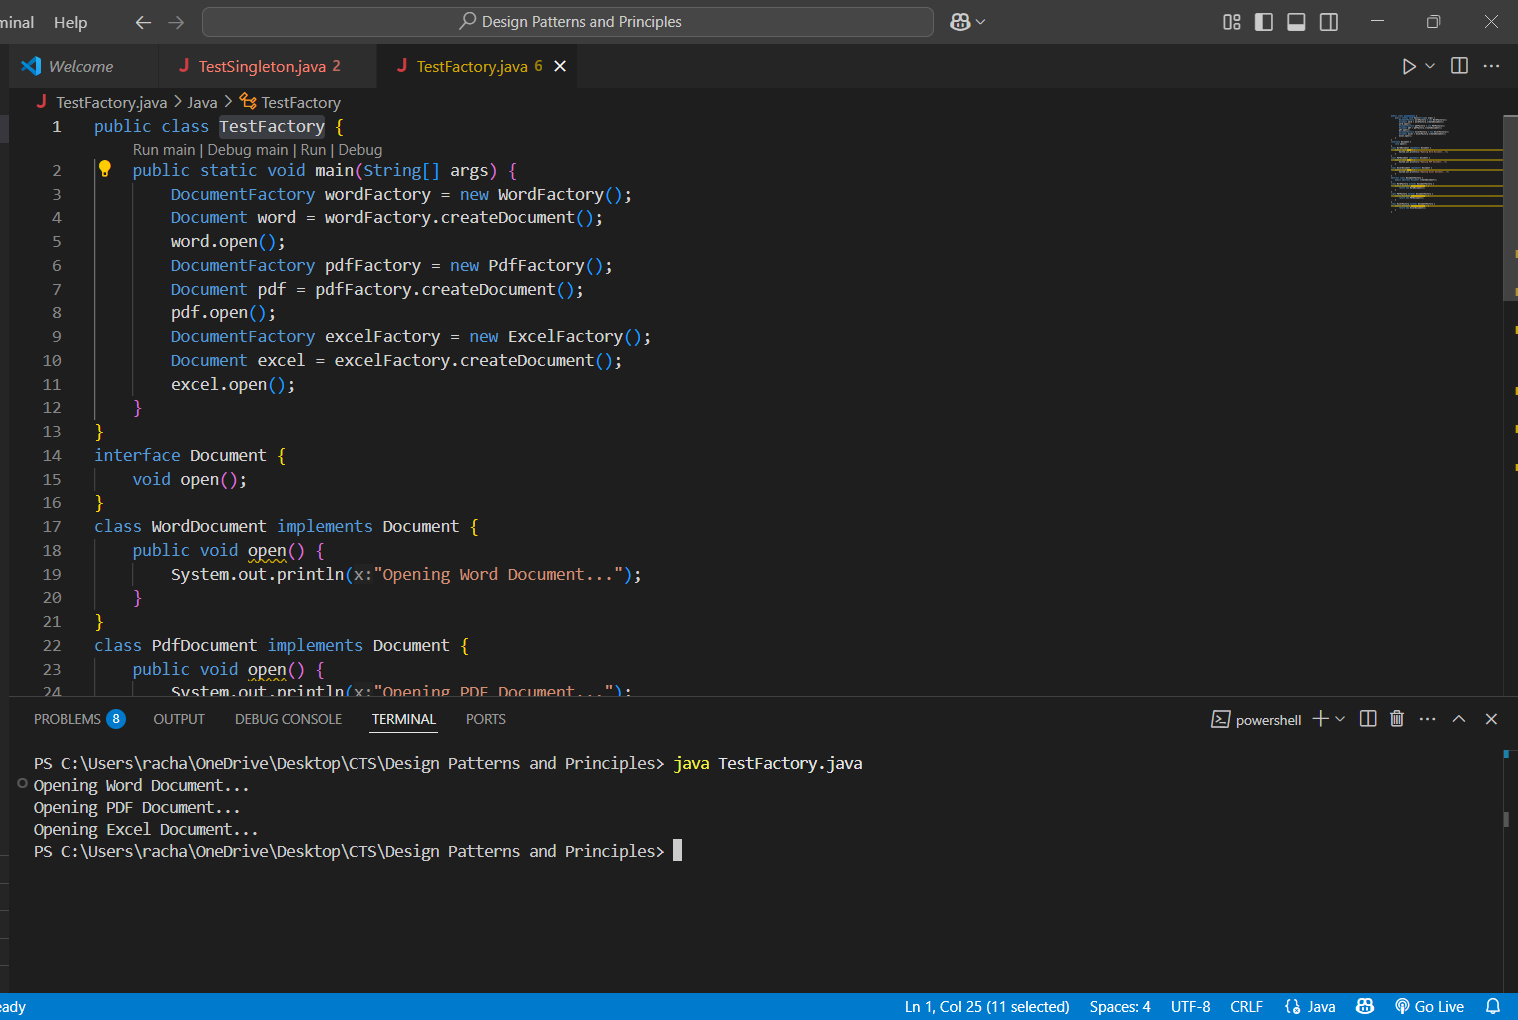 minal Help Design Patterns and Principles
Welcome J TestSingleton.java 2 J TestFactory.java 6
J TestFactory.java > Java > TestFactory
1 public class TestFactory {
Run main | Debug main | Run | Debug
2 public static void main(String[] args) {
3 DocumentFactory wordFactory = new WordFactory();
4 Document word = wordFactory.createDocument();
5 word.open();
6 DocumentFactory pdfFactory = new PdfFactory();
7 Document pdf = pdfFactory.createDocument();
8 pdf.open();
9 DocumentFactory excelFactory = new ExcelFactory();
10 Document excel = excelFactory.createDocument();
11 excel.open();
12 }
13 }
14 interface Document {
15 void open();
16 }
17 class WordDocument implements Document {
18 public void open() {
19 System.out.println(x:"Opening Word Document...");
20 }
21 }
22 class PdfDocument implements Document {
23 public void open() {
24 System.out.println(x:"Opening PDF Document...");
PROBLEMS 8 OUTPUT DEBUG CONSOLE TERMINAL PORTS powershell
PS C:\Users\racha\OneDrive\Desktop\CTS\Design Patterns and Principles> java TestFactory.java
Opening Word Document...
Opening PDF Document...
Opening Excel Document...
PS C:\Users\racha\OneDrive\Desktop\CTS\Design Patterns and Principles>
eady Ln 1, Col 25 (11 selected) Spaces: 4 UTF-8 CRLF Java Go Live